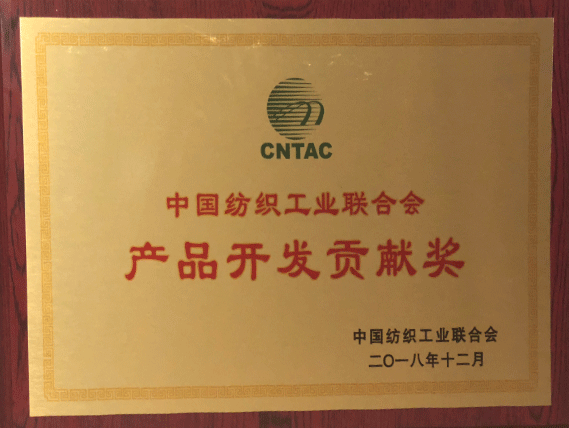 CNTAC
中国纺织工业联合会
产品开发贡献奖
中国纺织工业联合会
二〇一八年十二月